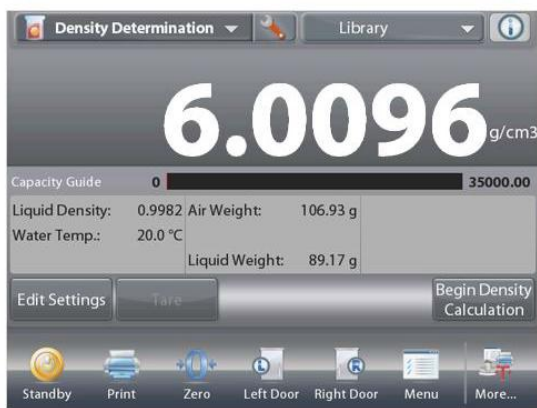 Density Determination Library
6.0096 g/cm3
Capacity Guide 0 35000.00
Liquid Density: 0.9982 Air Weight: 106.93 g
Water Temp.: 20.0 °C
Liquid Weight: 89.17 g
Edit Settings Tare Begin Density
Calculation
Standby Print Zero Left Door Right Door Menu More...